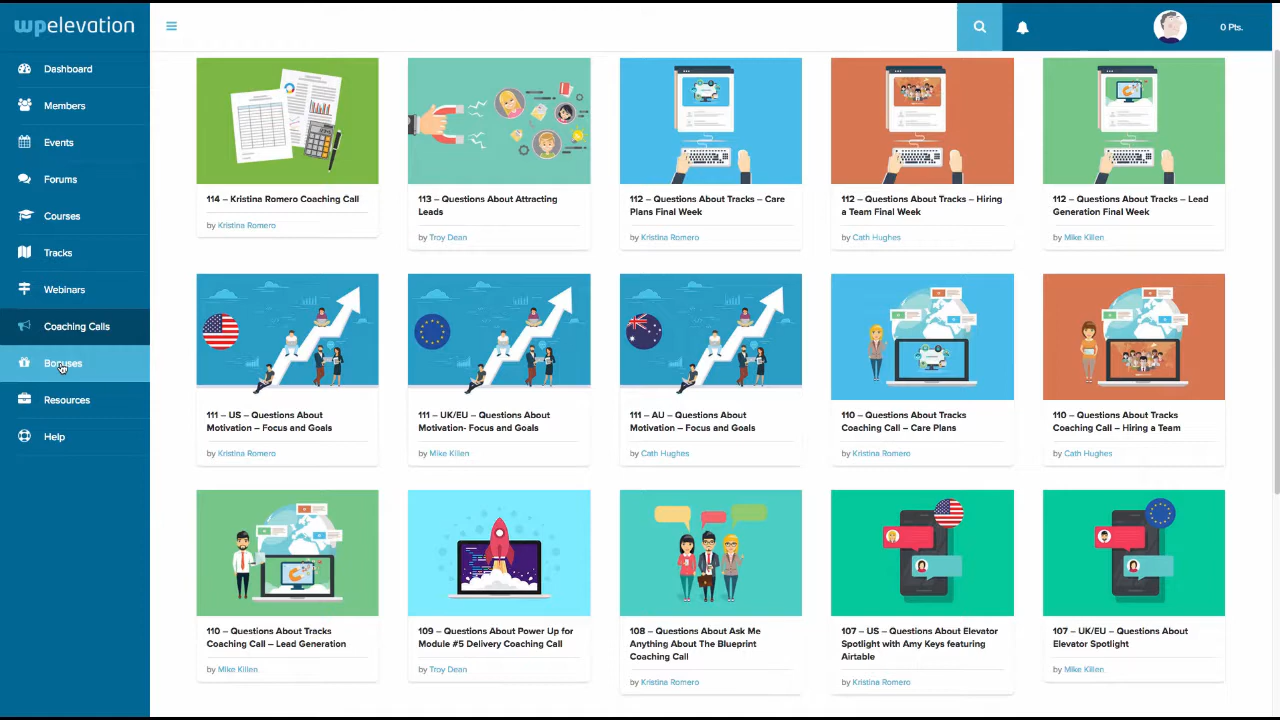 wpelevation
0 Pts.
Dashboard
Members
Events
Forums
Courses
Tracks
Webinars
Coaching Calls
Bonuses
Resources
Help
114 – Kristina Romero Coaching Call
by Kristina Romero
113 – Questions About Attracting
Leads
by Troy Dean
112 – Questions About Tracks – Care
Plans Final Week
by Kristina Romero
112 – Questions About Tracks – Hiring
a Team Final Week
by Cath Hughes
112 – Questions About Tracks – Lead
Generation Final Week
by Mike Killen
111 – US – Questions About
Motivation – Focus and Goals
by Kristina Romero
111 – UK/EU – Questions About
Motivation- Focus and Goals
by Mike Killen
111 – AU – Questions About
Motivation – Focus and Goals
by Cath Hughes
110 – Questions About Tracks
Coaching Call – Care Plans
by Kristina Romero
110 – Questions About Tracks
Coaching Call – Hiring a Team
by Cath Hughes
110 – Questions About Tracks
Coaching Call – Lead Generation
by Mike Killen
109 – Questions About Power Up for
Module #5 Delivery Coaching Call
by Troy Dean
108 – Questions About Ask Me
Anything About The Blueprint
Coaching Call
by Kristina Romero
107 – US – Questions About Elevator
Spotlight with Amy Keys featuring
Airtable
by Kristina Romero
107 – UK/EU – Questions About
Elevator Spotlight
by Mike Killen